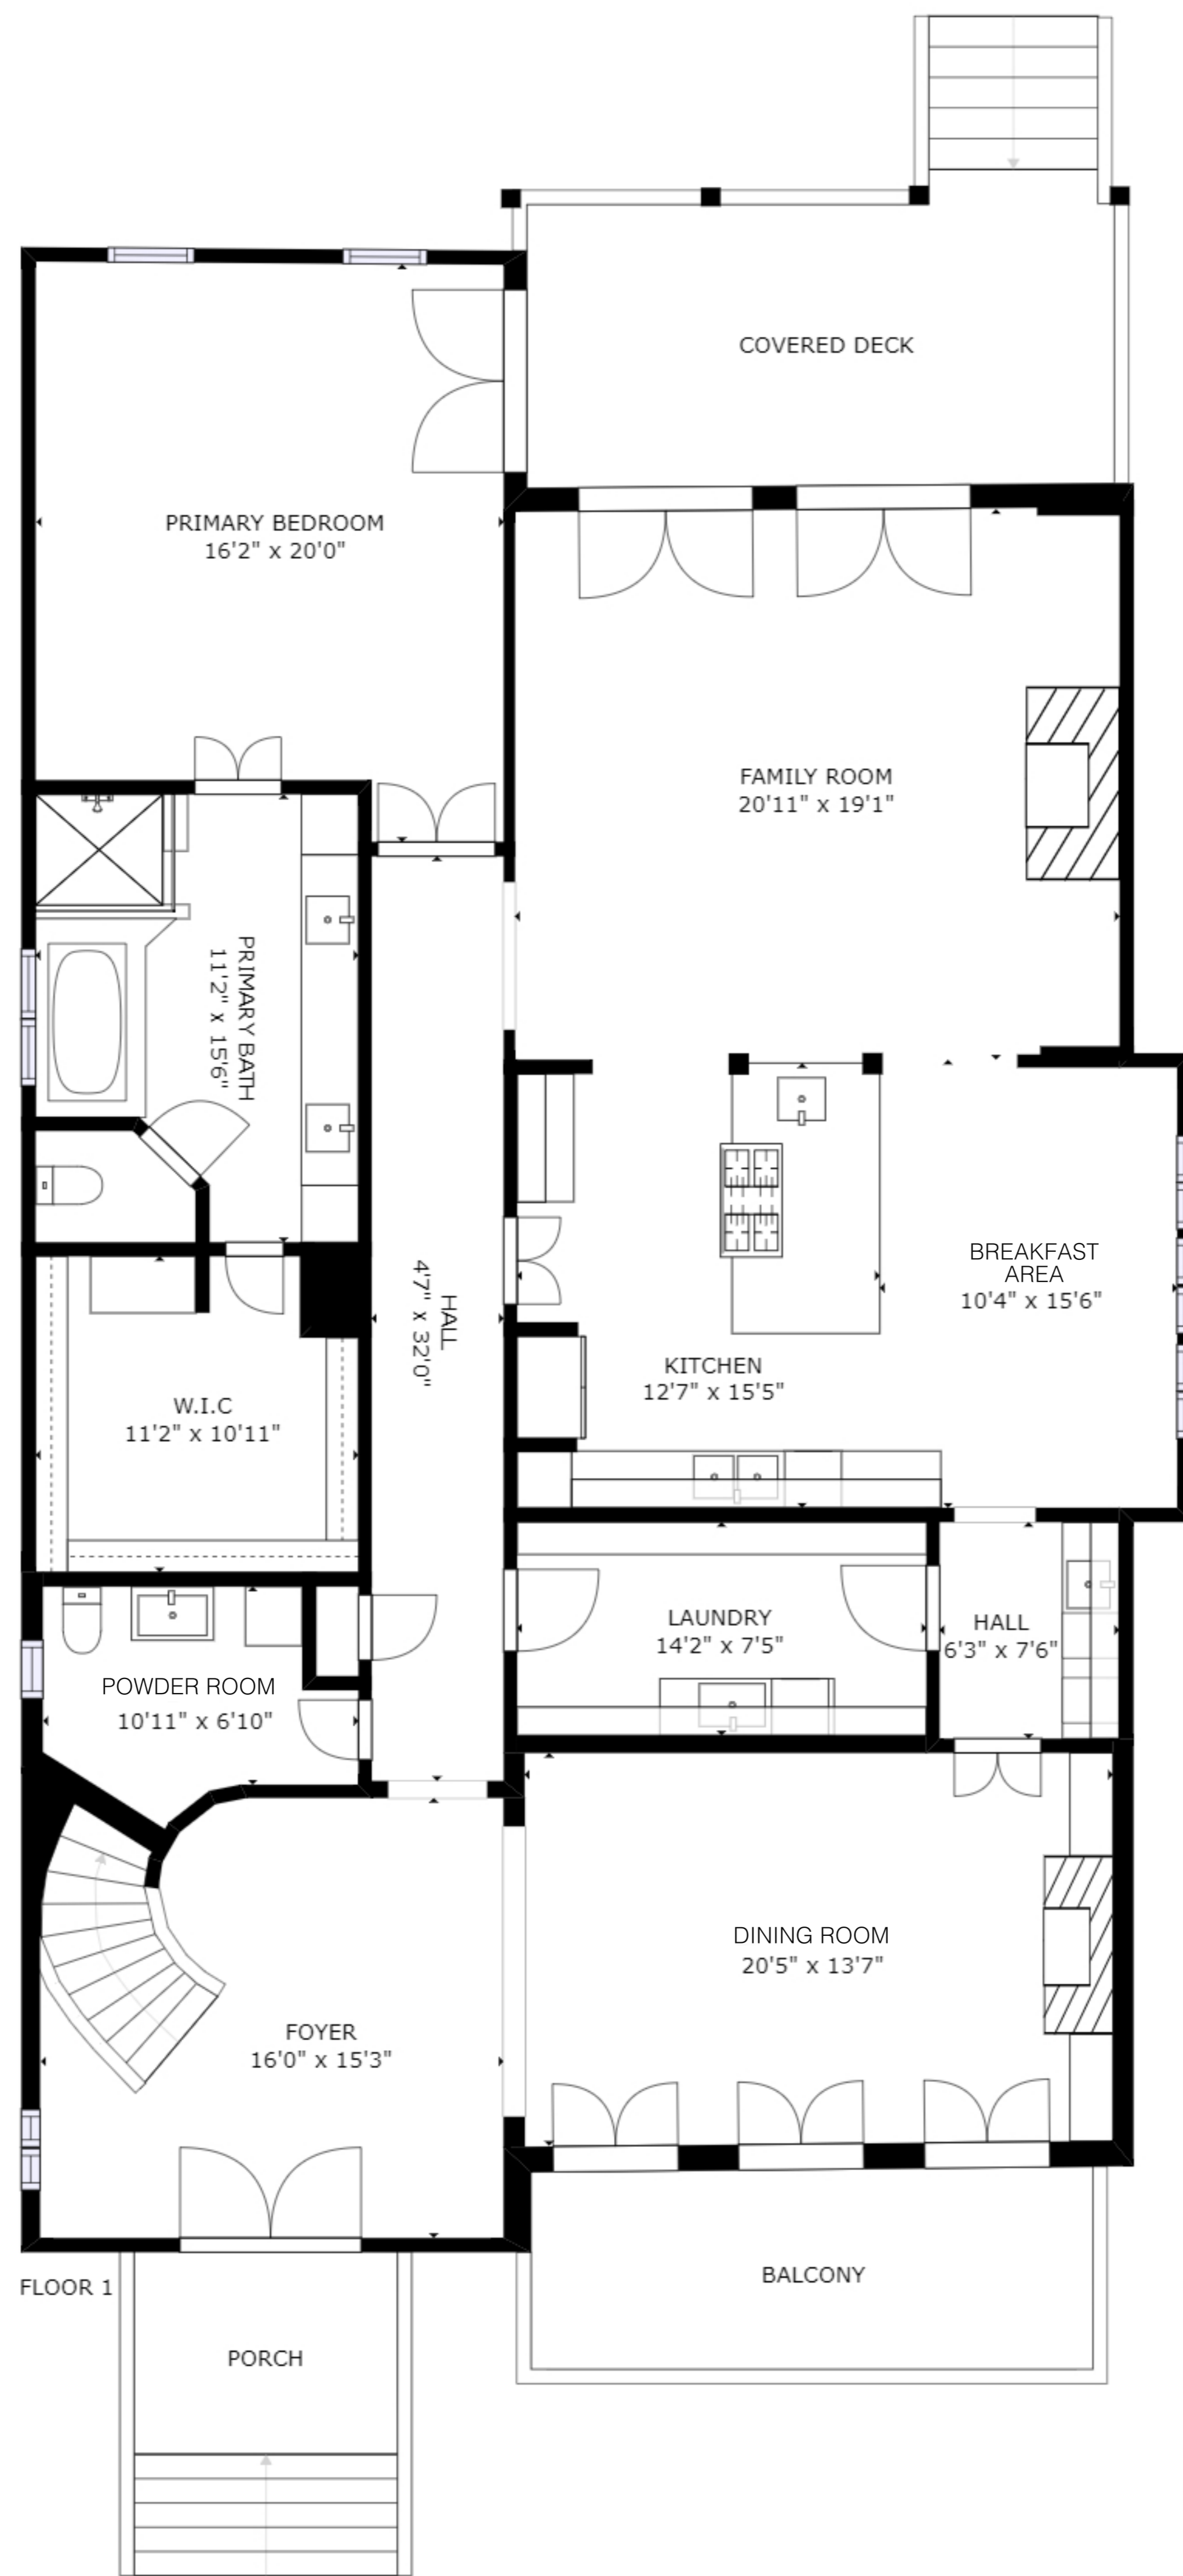 COVERED DECK
PRIMARY BEDROOM
16'2" x 20'0"
FAMILY ROOM
20'11" x 19'1"
PRIMARY BATH
11'2" x 15'6"
HALL
4'7" x 32'0"
BREAKFAST
AREA
10'4" x 15'6"
KITCHEN
12'7" x 15'5"
W.I.C
11'2" x 10'11"
LAUNDRY
14'2" x 7'5"
HALL
6'3" x 7'6"
POWDER ROOM
10'11" x 6'10"
DINING ROOM
20'5" x 13'7"
FOYER
16'0" x 15'3"
BALCONY
FLOOR 1
PORCH